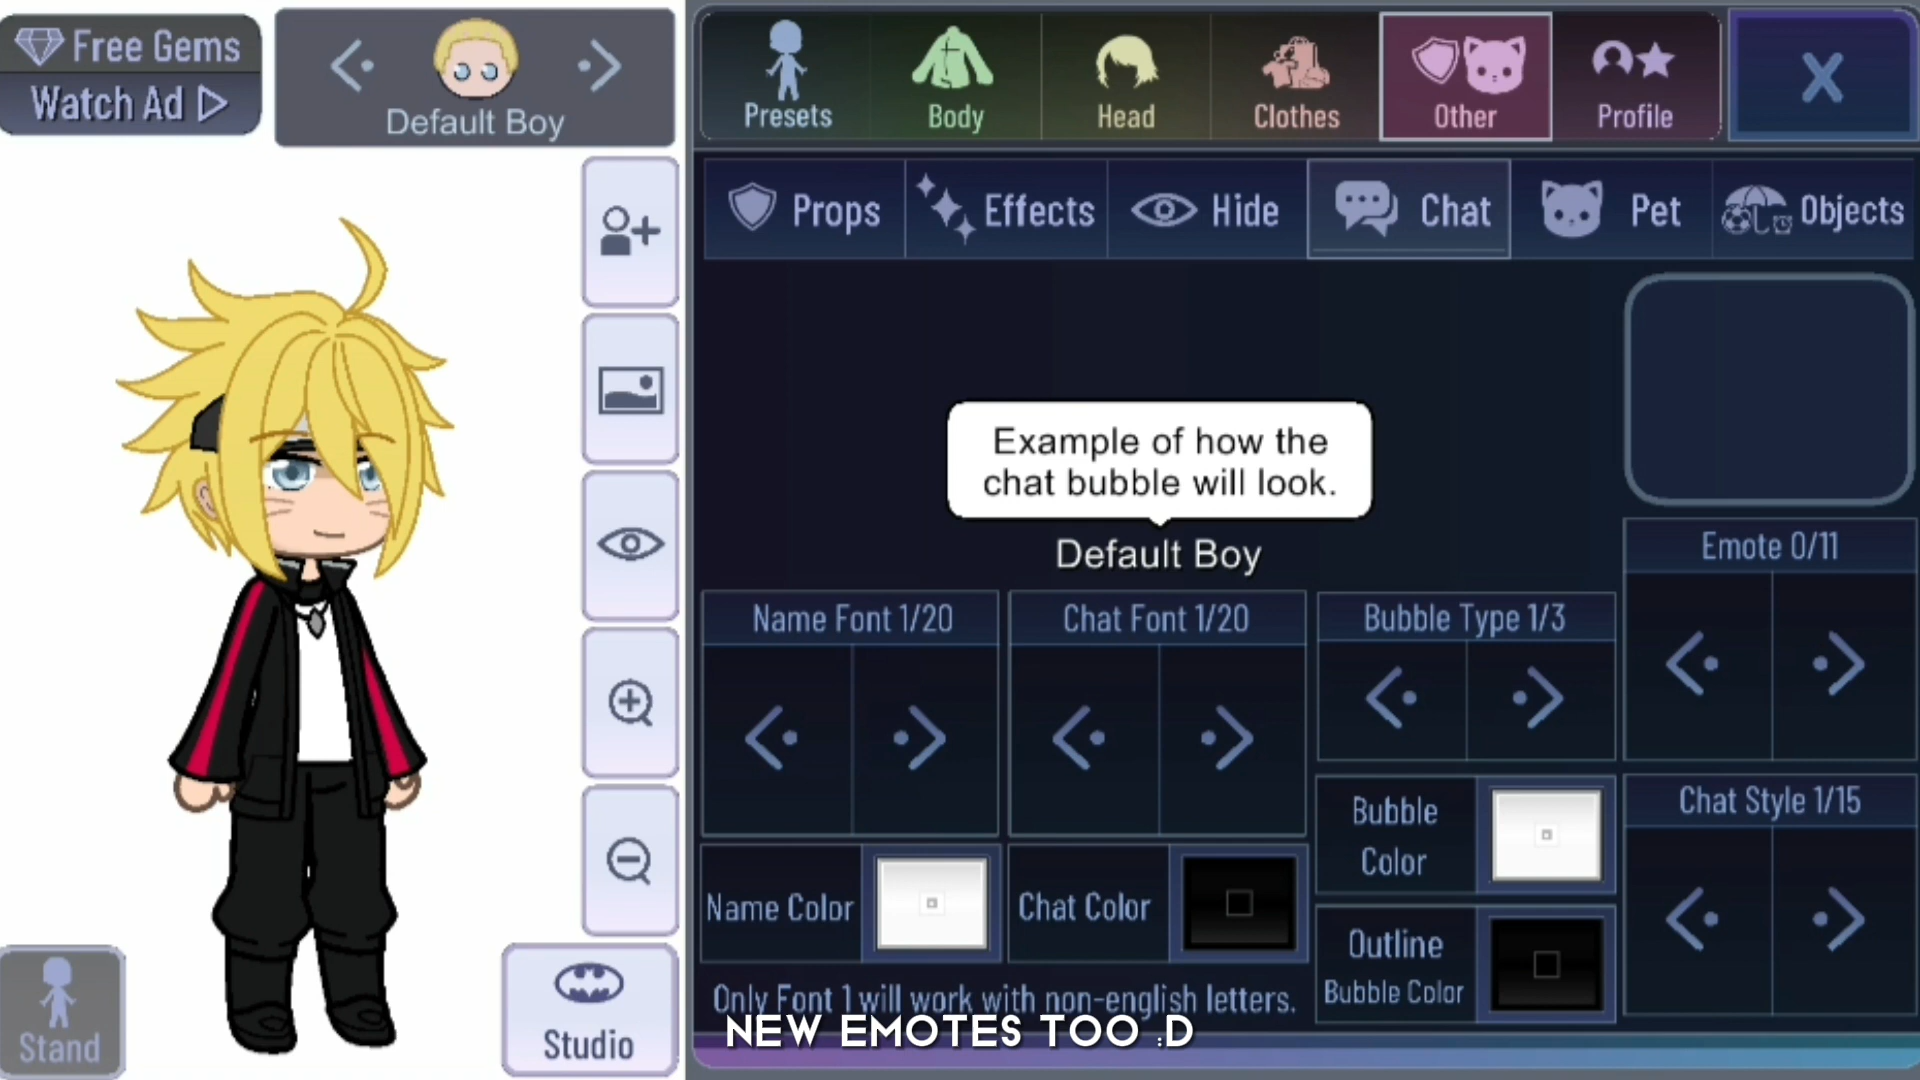 Free Gems
Watch Ad
Default Boy
Presets
Body
Head
Clothes
Other
Profile
X
Props
Effects
Hide
Chat
Pet
Objects
Example of how the
chat bubble will look.
Default Boy
Emote 0/11
Name Font 1/20
Chat Font 1/20
Bubble Type 1/3
Chat Style 1/15
Bubble
Color
Name Color
Chat Color
Outline
Bubble Color
Only Font 1 will work with non-english letters.
NEW EMOTES TOO :D
Stand
Studio